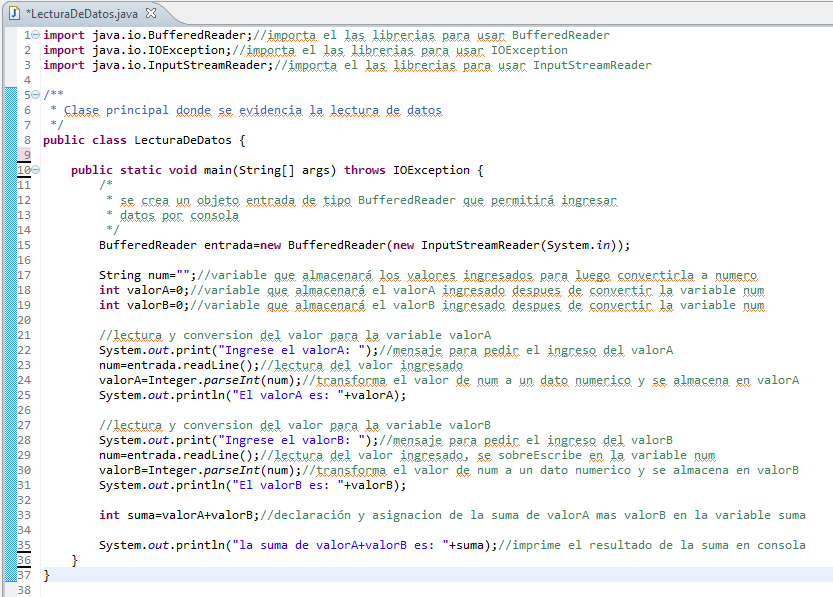 *LecturaDeDatos.java
1 import java.io.BufferedReader;//importa el las librerias para usar BufferedReader
2 import java.io.IOException;//importa el las librerias para usar IOException
3 import java.io.InputStreamReader;//importa el las librerias para usar InputStreamReader
4
5 /**
6  * Clase principal donde se evidencia la lectura de datos
7  */
8 public class LecturaDeDatos {
9
10     public static void main(String[] args) throws IOException {
11         /*
12          * se crea un objeto entrada de tipo BufferedReader que permitirá ingresar
13          * datos por consola
14          */
15         BufferedReader entrada=new BufferedReader(new InputStreamReader(System.in));
16
17         String num="";//variable que almacenará los valores ingresados para luego convertirla a numero
18         int valorA=0;//variable que almacenará el valorA ingresado despues de convertir la variable num
19         int valorB=0;//variable que almacenará el valorB ingresado despues de convertir la variable num
20
21         //lectura y conversion del valor para la variable valorA
22         System.out.print("Ingrese el valorA: ");//mensaje para pedir el ingreso del valorA
23         num=entrada.readLine();//lectura del valor ingresado
24         valorA=Integer.parseInt(num);//transforma el valor de num a un dato numerico y se almacena en valorA
25         System.out.println("El valorA es: "+valorA);
26
27         //lectura y conversion del valor para la variable valorB
28         System.out.print("Ingrese el valorB: ");//mensaje para pedir el ingreso del valorB
29         num=entrada.readLine();//lectura del valor ingresado, se sobreEscribe en la variable num
30         valorB=Integer.parseInt(num);//transforma el valor de num a un dato numerico y se almacena en valorB
31         System.out.println("El valorB es: "+valorB);
32
33         int suma=valorA+valorB;//declaración y asignacion de la suma de valorA mas valorB en la variable suma
34
35         System.out.println("la suma de valorA+valorB es: "+suma);//imprime el resultado de la suma en consola
36     }
37 }
38